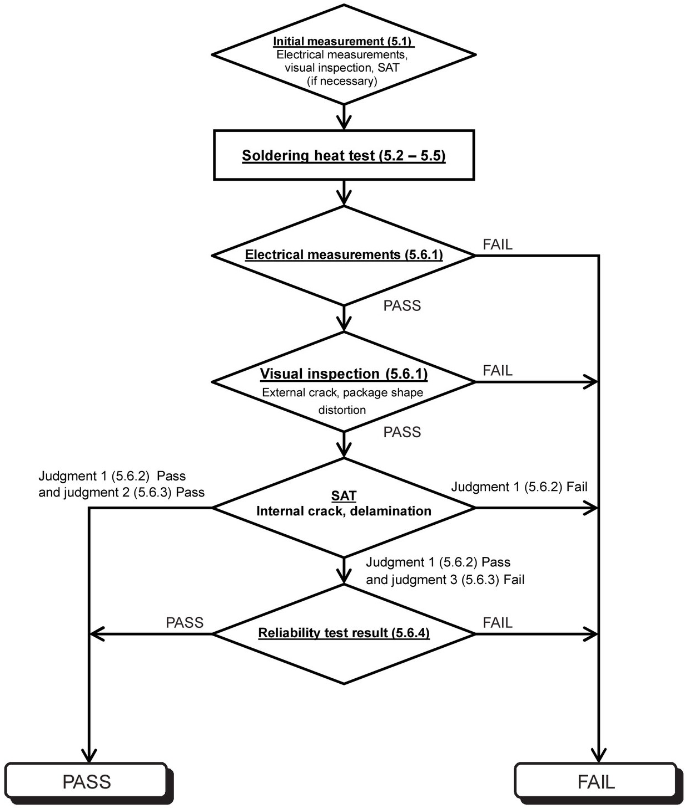 Initial measurement (5.1)
Electrical measurements,
visual inspection, SAT
(if necessary)
Soldering heat test (5.2 – 5.5)
Electrical measurements (5.6.1)
FAIL
PASS
Visual inspection (5.6.1)
External crack, package shape
distortion
FAIL
PASS
Judgment 1 (5.6.2) Pass
and judgment 2 (5.6.3) Pass
SAT
Internal crack, delamination
Judgment 1 (5.6.2) Fail
Judgment 1 (5.6.2) Pass
and judgment 3 (5.6.3) Fail
PASS
Reliability test result (5.6.4)
FAIL
PASS
FAIL